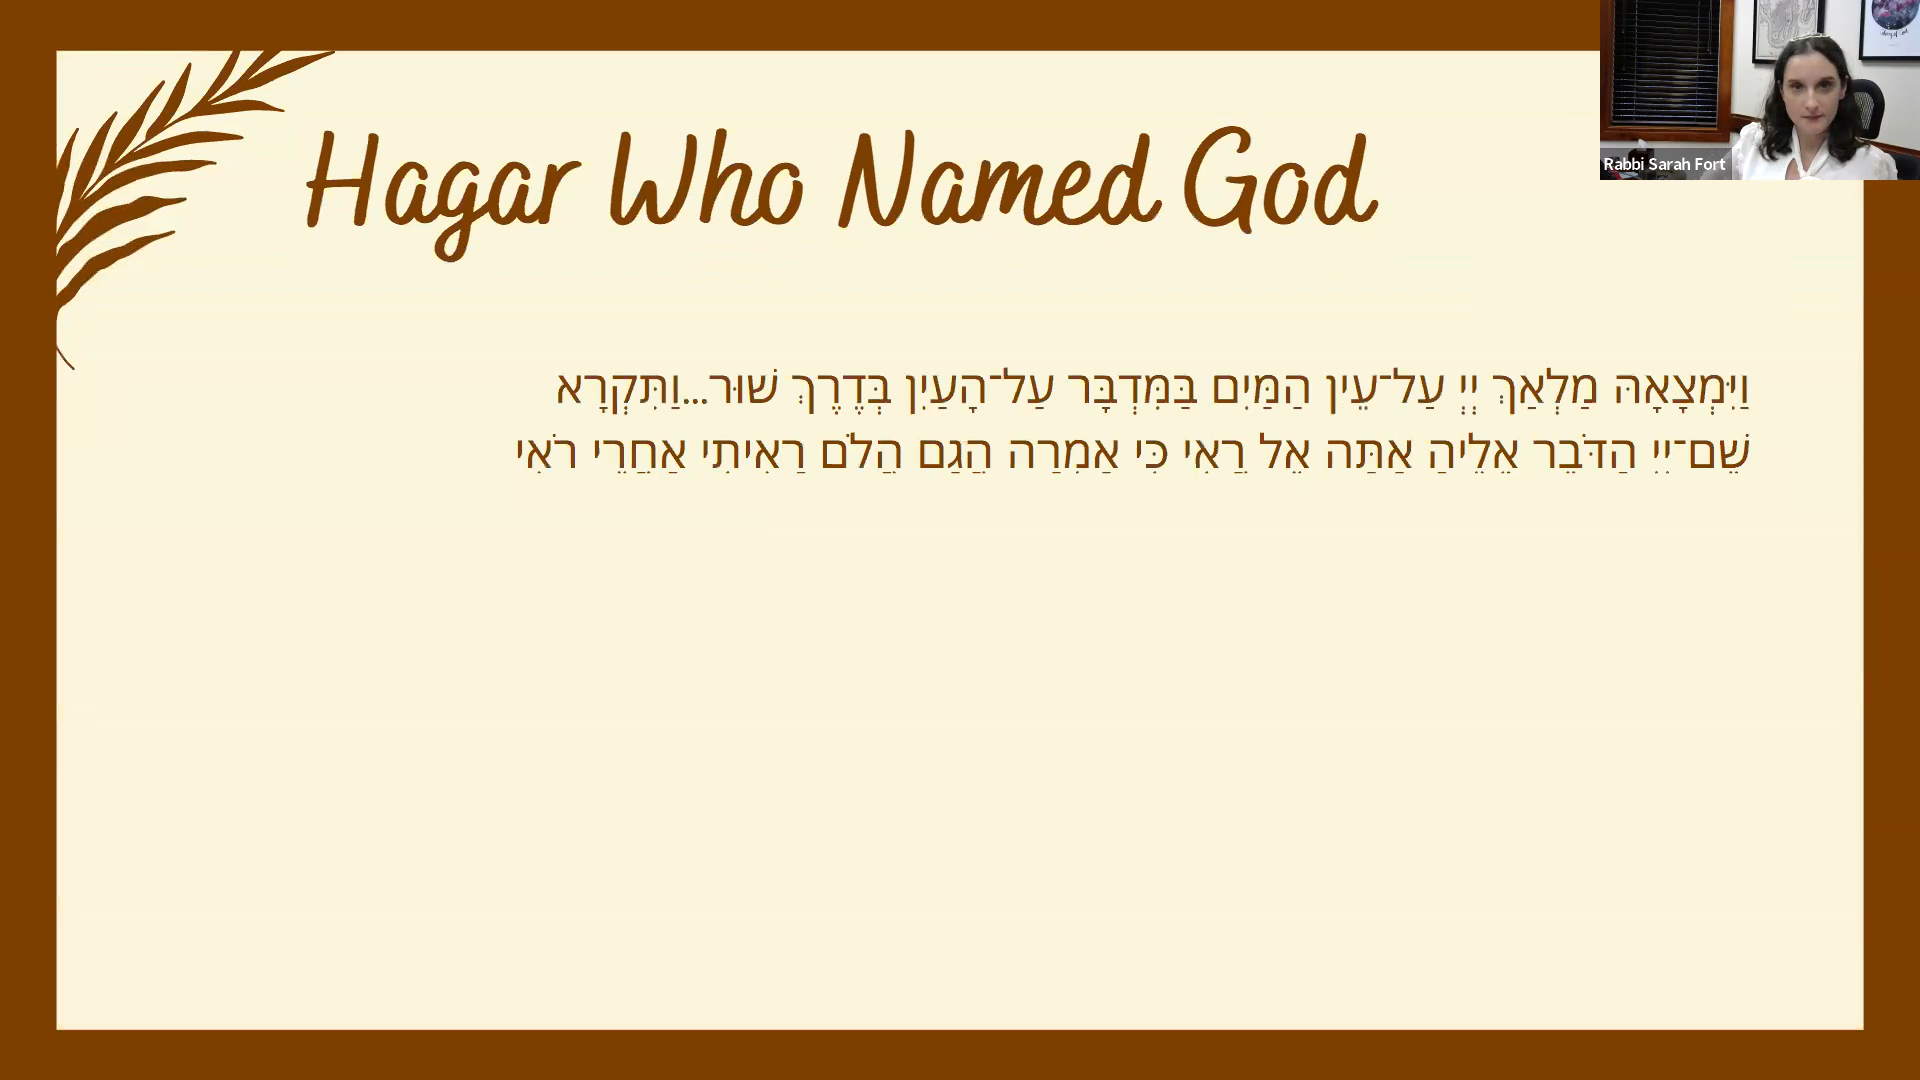 Hagar Who Named God
Rabbi Sarah Fort
וַיִּמְצָאָהּ מַלְאַךְ יְיָ עַל־עֵין הַמַּיִם בַּמִּדְבָּר עַל־הָעַיִן בְּדֶרֶךְ שׁוּר...וַתִּקְרָא
שֵׁם־יְיָ הַדֹּבֵר אֵלֶיהָ אַתָּה אֵל רֳאִי כִּי אָמְרָה הֲגַם הֲלֹם רָאִיתִי אַחֲרֵי רֹאִי